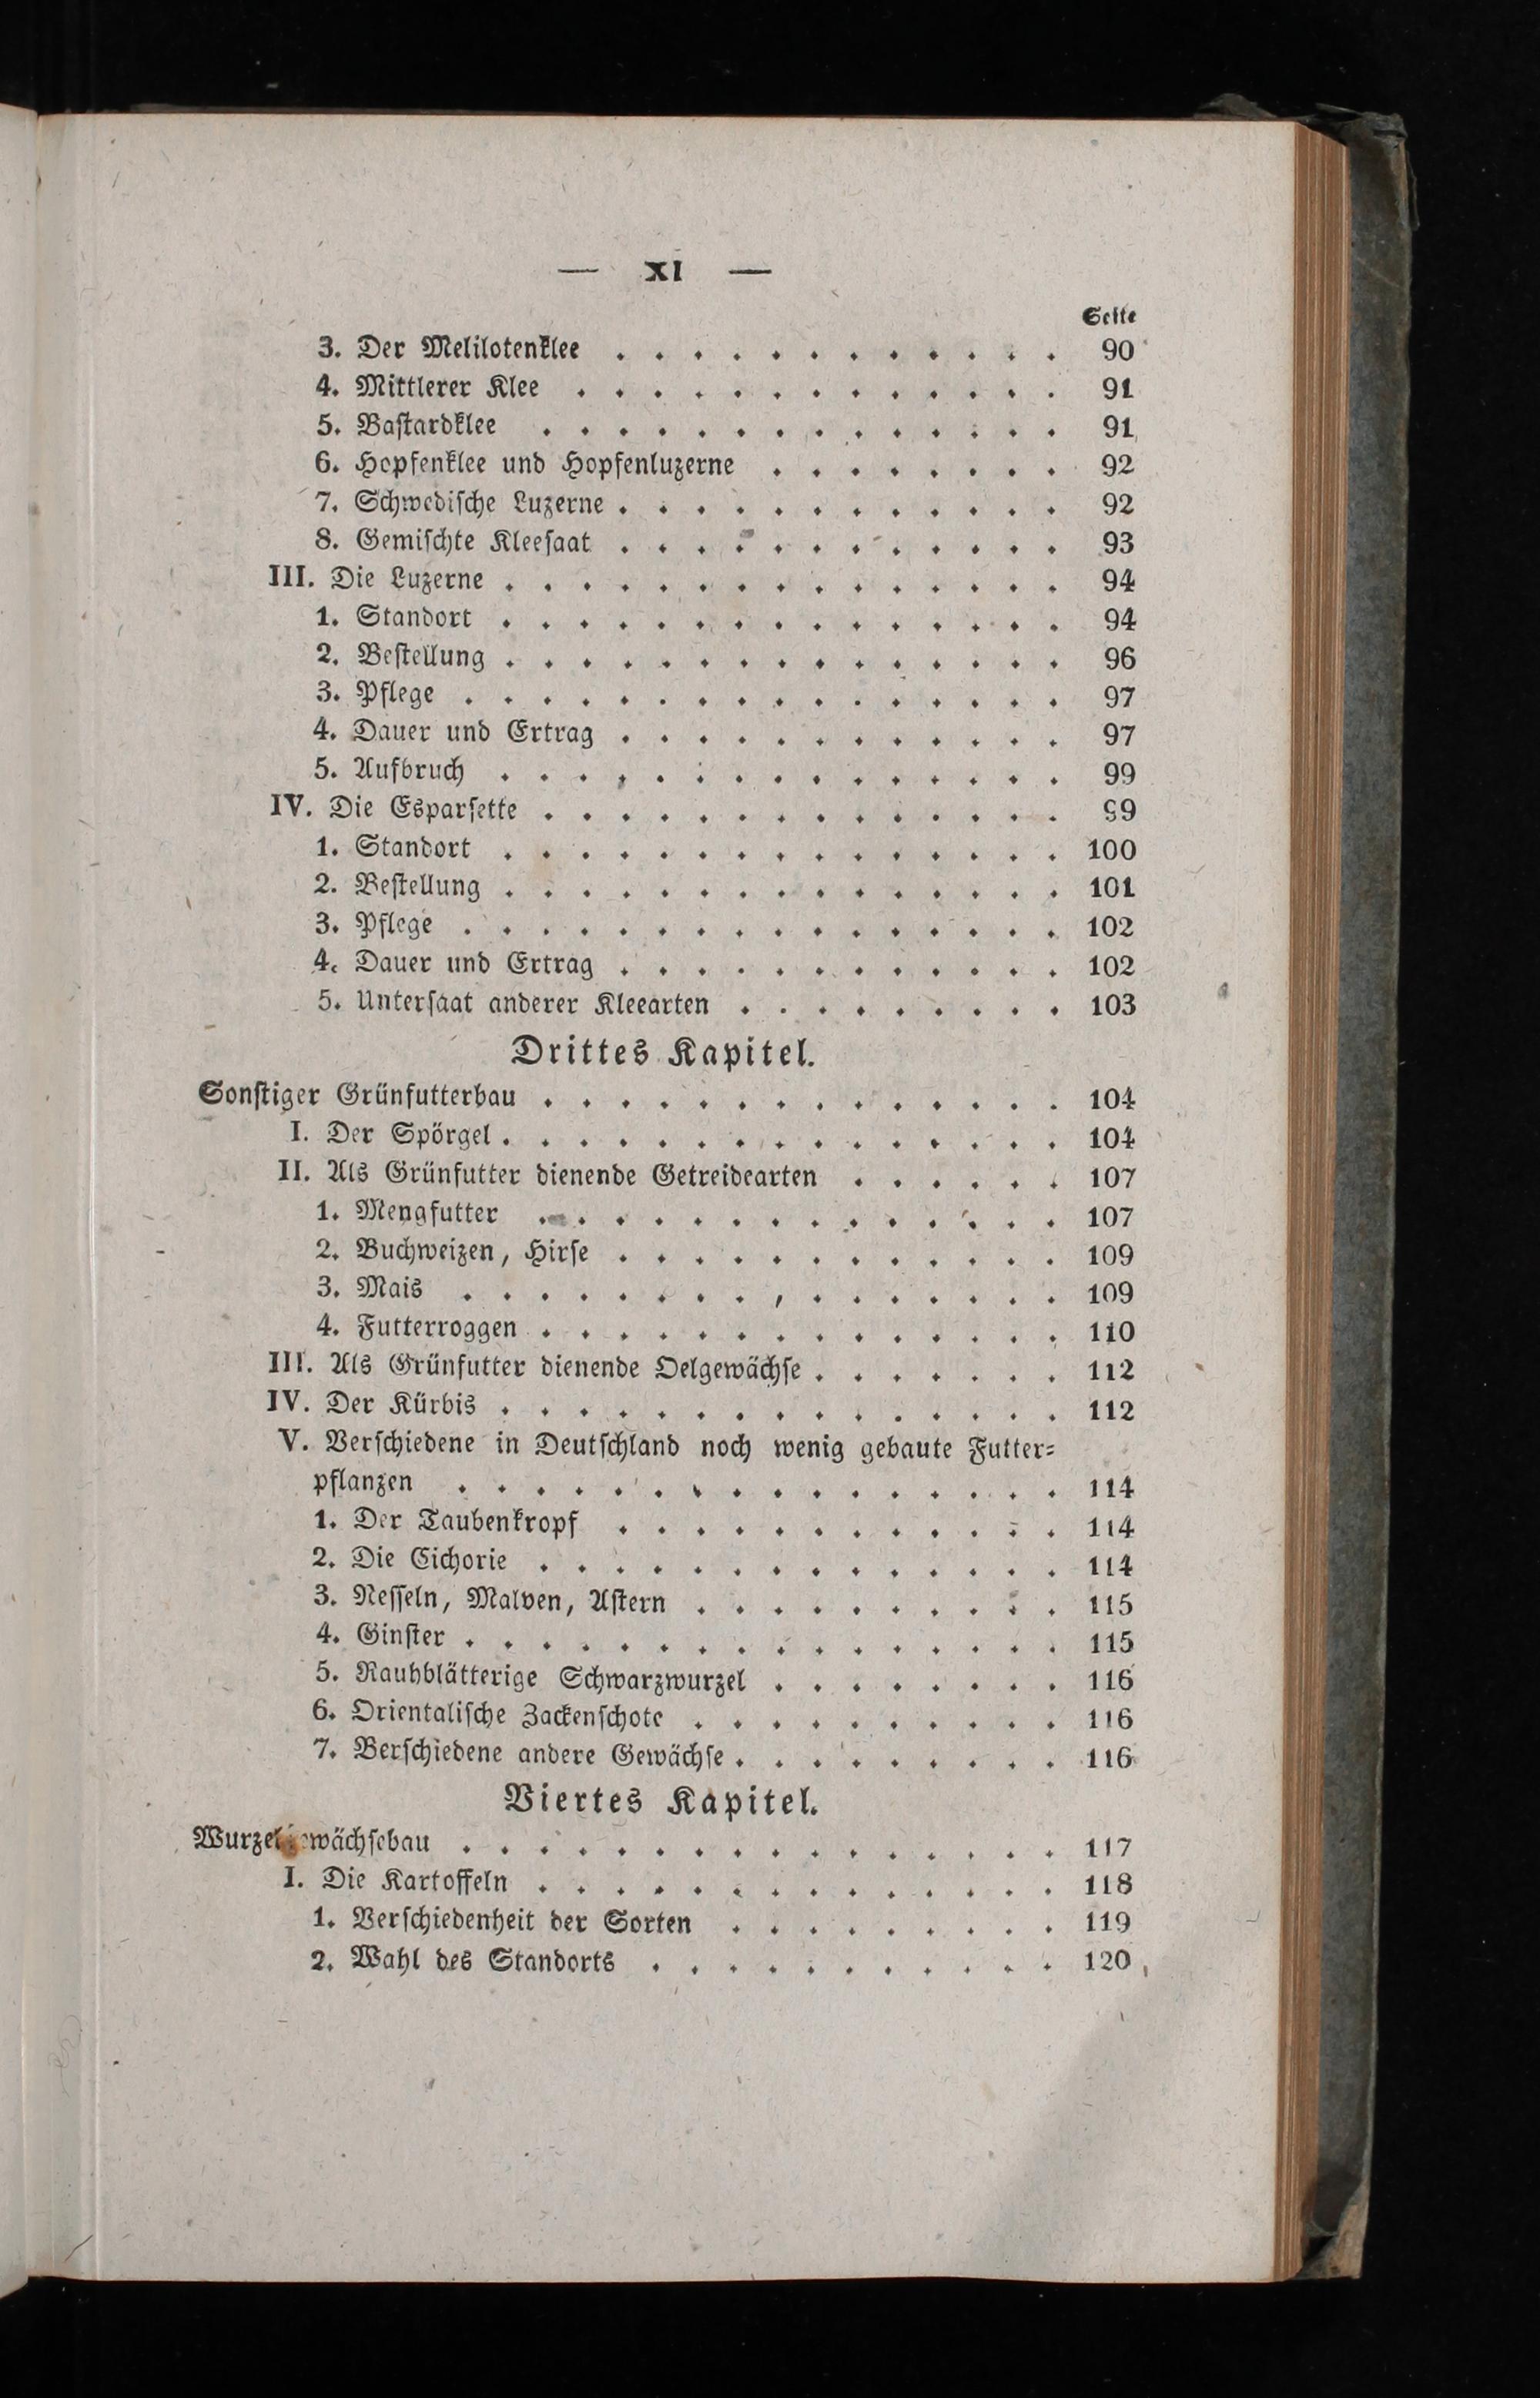 — XI —
Seite
3. Der Melilotenklee . . . . . . . . . . . . 90
4. Mittlerer Klee . . . . . . . . . . . . . 91
5. Baſtardklee . . . . . . . . . . . . . . 91
6. Hopfenklee und Hopfenluzerne . . . . . . . . 92
7. Schwediſche Luzerne . . . . . . . . . . . . 92
8. Gemiſchte Kleeſaat . . . . . . . . . . . . 93
III. Die Luzerne . . . . . . . . . . . . . . . 94
1. Standort . . . . . . . . . . . . . . . 94
2. Beſtellung . . . . . . . . . . . . . . . 96
3. Pflege . . . . . . . . . . . . . . . . 97
4. Dauer und Ertrag . . . . . . . . . . . . 97
5. Aufbruch . . . . . . . . . . . . . . . 99
IV. Die Esparſette . . . . . . . . . . . . . . 99
1. Standort . . . . . . . . . . . . . . . 100
2. Beſtellung . . . . . . . . . . . . . . . 101
3. Pflege . . . . . . . . . . . . . . . . 102
4. Dauer und Ertrag . . . . . . . . . . . . 102
5. Unterſaat anderer Kleearten . . . . . . . . . 103
Drittes Kapitel.
Sonſtiger Grünfutterbau . . . . . . . . . . . . . . 104
I. Der Spörgel . . . . . . . . . . . . . . . 104
II. Als Grünfutter dienende Getreidearten . . . . . . 107
1. Mengfutter . . . . . . . . . . . . . . 107
2. Buchweizen, Hirſe . . . . . . . . . . . . 109
3. Mais . . . . . . . . . . . . . . . . 109
4. Futterroggen . . . . . . . . . . . . . . 110
III. Als Grünfutter dienende Oelgewächſe . . . . . . . 112
IV. Der Kürbis . . . . . . . . . . . . . . . 112
V. Verſchiedene in Deutſchland noch wenig gebaute Futter⸗
pflanzen . . . . . . . . . . . . . . . . 114
1. Der Taubenkropf . . . . . . . . . . . . 114
2. Die Cichorie . . . . . . . . . . . . . . 114
3. Neſſeln, Malven, Aſtern . . . . . . . . . . 115
4. Ginſter . . . . . . . . . . . . . . . . 115
5. Rauhblätterige Schwarzwurzel . . . . . . . . 116
6. Orientaliſche Zackenſchote . . . . . . . . . . 116
7. Verſchiedene andere Gewächſe . . . . . . . . . 116
Viertes Kapitel.
Wurzelgewächſebau . . . . . . . . . . . . . . . . 117
I. Die Kartoffeln . . . . . . . . . . . . . . 118
1. Verſchiedenheit der Sorten . . . . . . . . . 119
2. Wahl des Standorts . . . . . . . . . . . 120